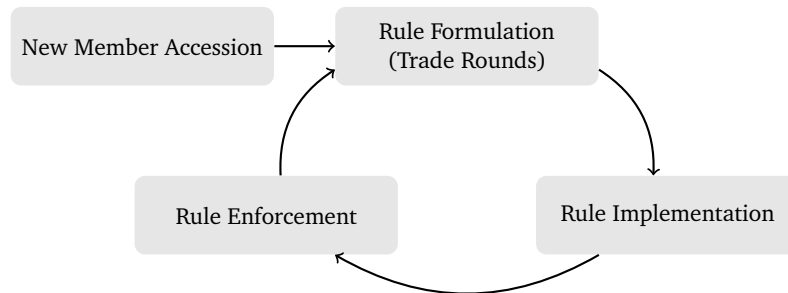 New Member Accession
Rule Formulation
(Trade Rounds)
Rule Enforcement
Rule Implementation